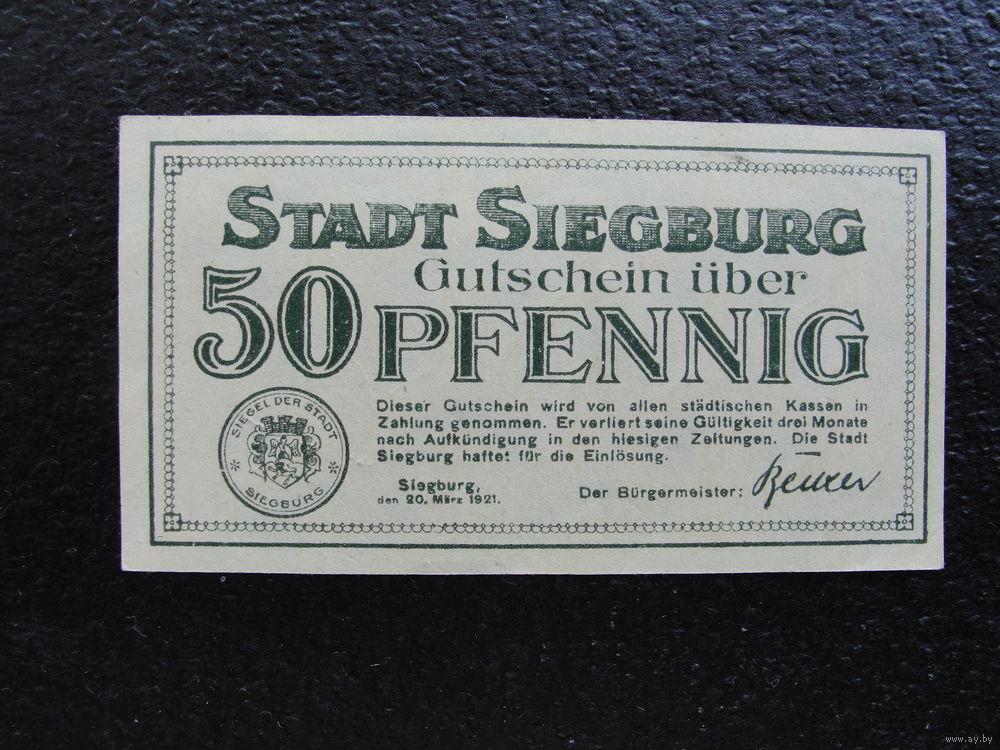 STADT SIEGBURG
Gutschein über
50 PFENNIG
Dieser Gutschein wird von allen städtischen Kassen in
Zahlung genommen. Er verliert seine Gültigkeit drei Monate
nach Aufkündigung in den hiesigen Zeitungen. Die Stadt
Siegburg haftet für die Einlösung.
Siegburg,
den 20. März 1921.
Der Bürgermeister:
SIEGEL DER STADT
* SIEGBURG *
www.ay.by